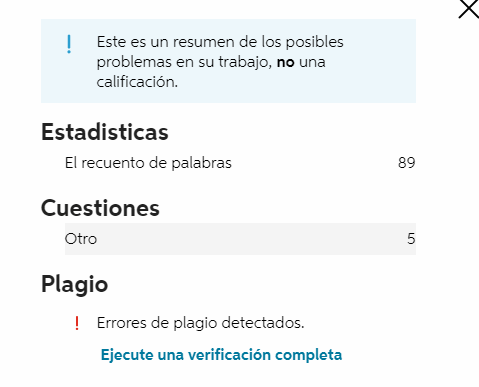 ! Este es un resumen de los posibles
problemas en su trabajo, no una
calificación.
Estadisticas
El recuento de palabras 89
Cuestiones
Otro 5
Plagio
! Errores de plagio detectados.
Ejecute una verificación completa